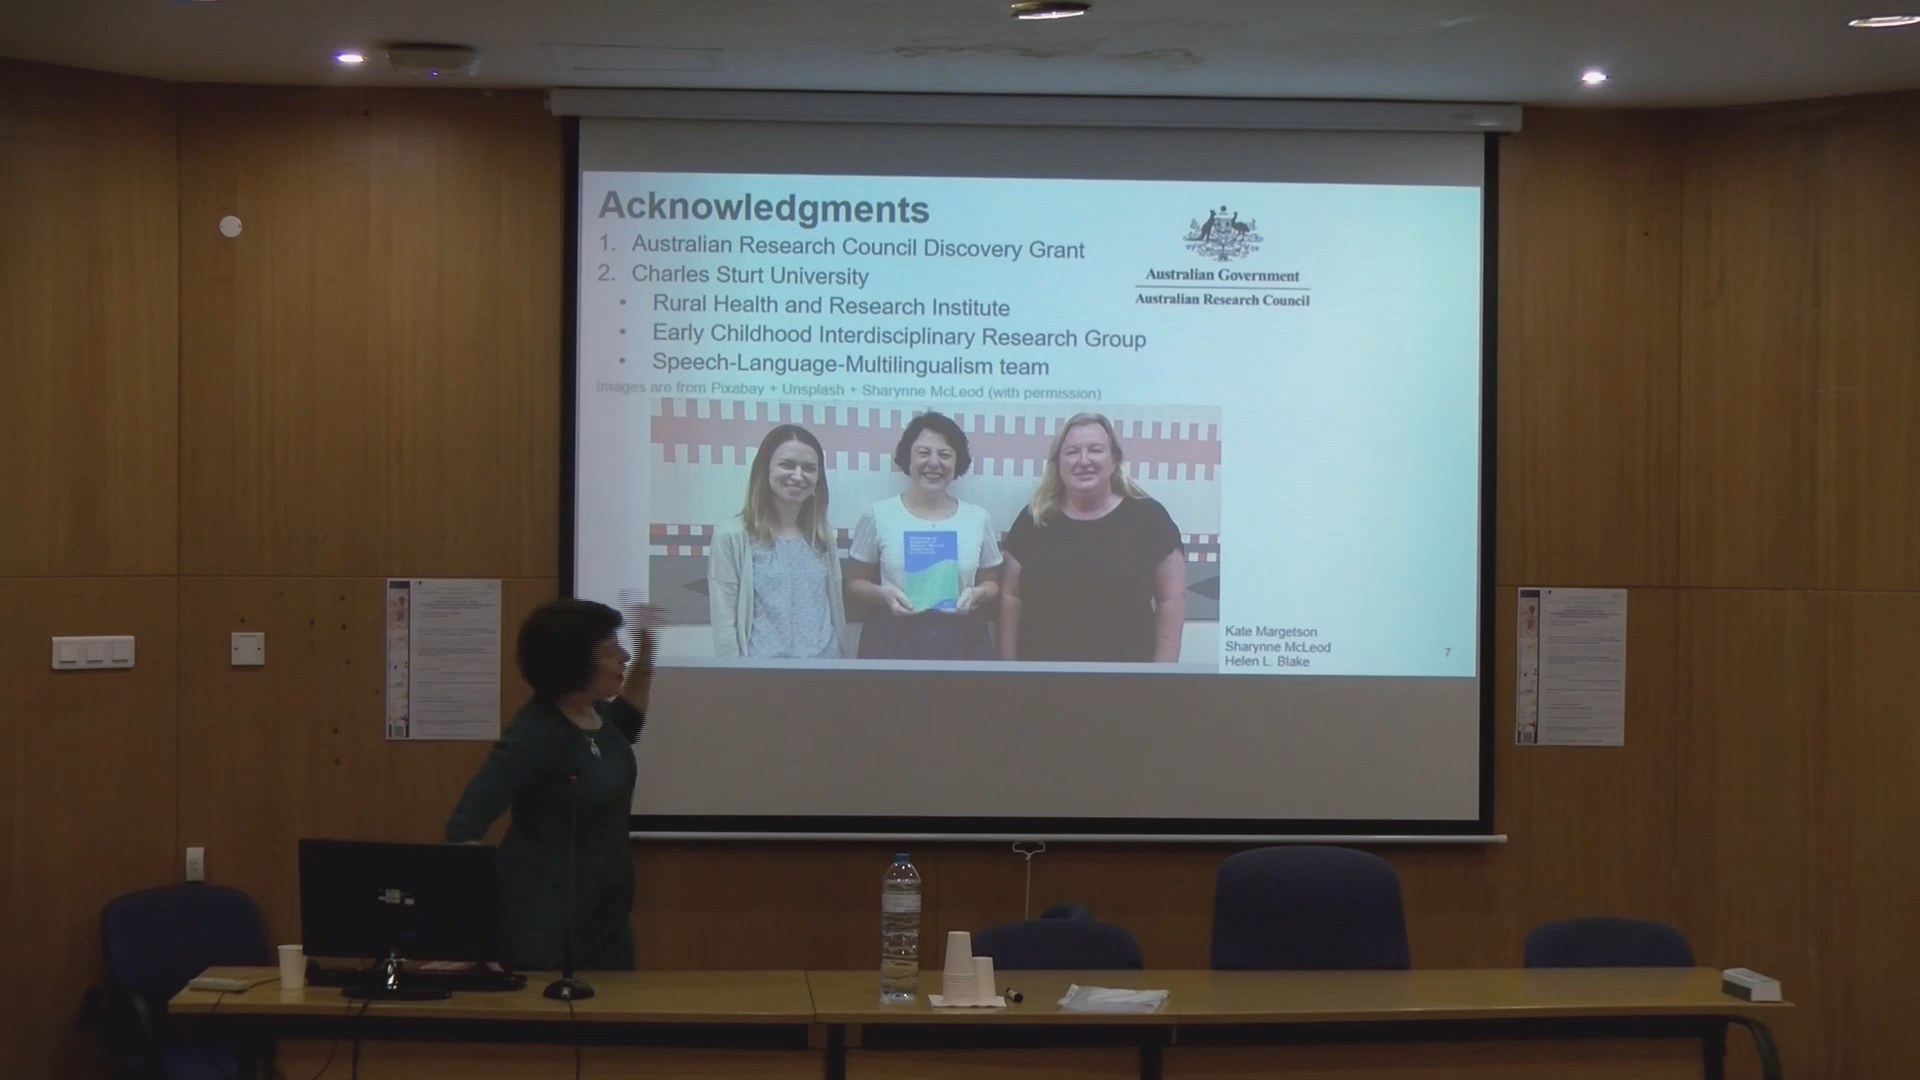 Acknowledgments
1. Australian Research Council Discovery Grant
2. Charles Sturt University
• Rural Health and Research Institute
• Early Childhood Interdisciplinary Research Group
• Speech-Language-Multilingualism team
Images are from Pixabay + Unsplash + Sharynne McLeod (with permission)
Australian Government
Australian Research Council
Kate Margetson
Sharynne McLeod
Helen L. Blake
7